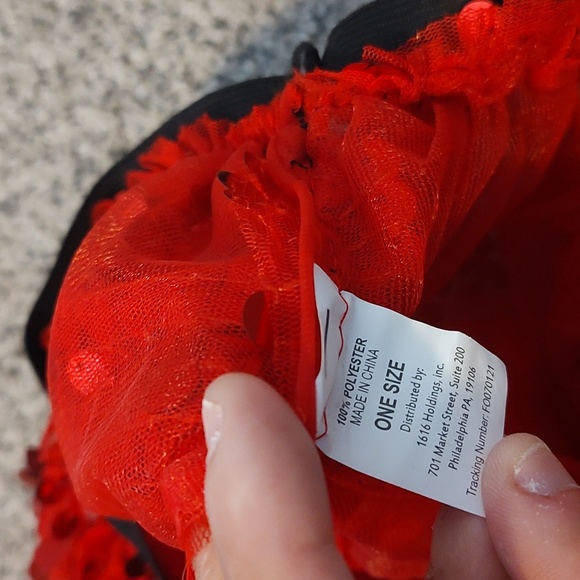 100% POLYESTER
MADE IN CHINA
ONE SIZE
Distributed by:
1616 Holdings, inc.
701 Market Street, Suite 200
Philadelphia PA, 19106
Tracking Number: FO070121